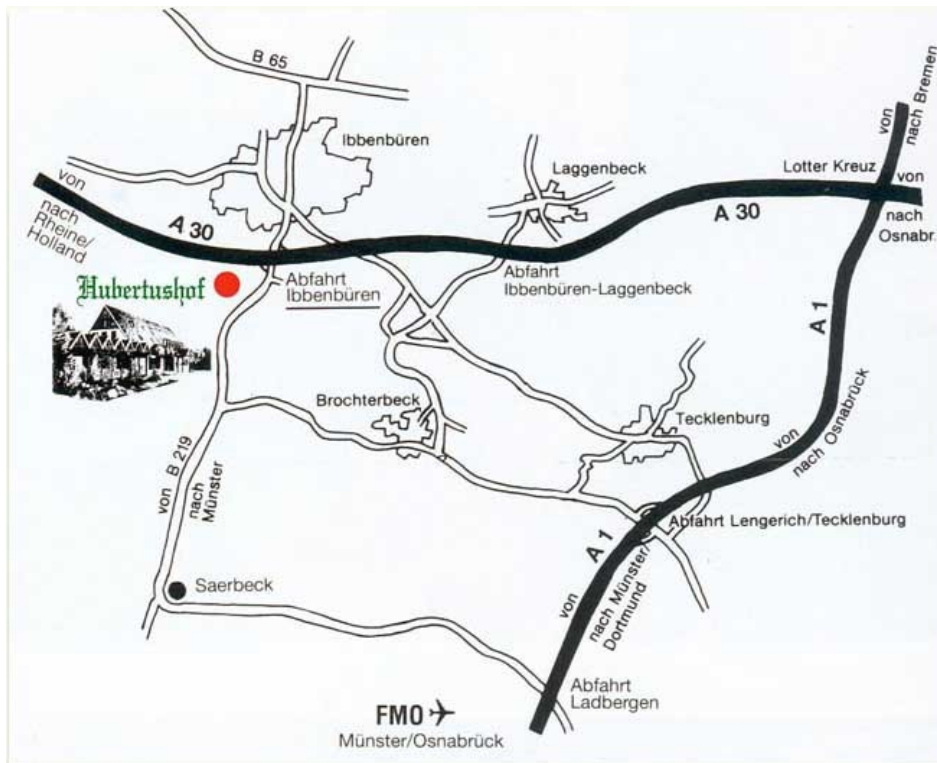 B 65
Ibbenbüren
Laggenbeck
Lotter Kreuz
von
nach Bremen
von
nach
Osnabr.
von
nach
Rheine/
Holland
A 30
A 30
Hubertushof
Abfahrt
Ibbenbüren
Abfahrt
Ibbenbüren-Laggenbeck
A 1
Brochterbeck
Tecklenburg
von
nach Osnabrück
von B 219
nach
Münster
Abfahrt Lengerich/Tecklenburg
A 1
von
nach Münster/
Dortmund
Saerbeck
Abfahrt
Ladbergen
FMO
Münster/Osnabrück